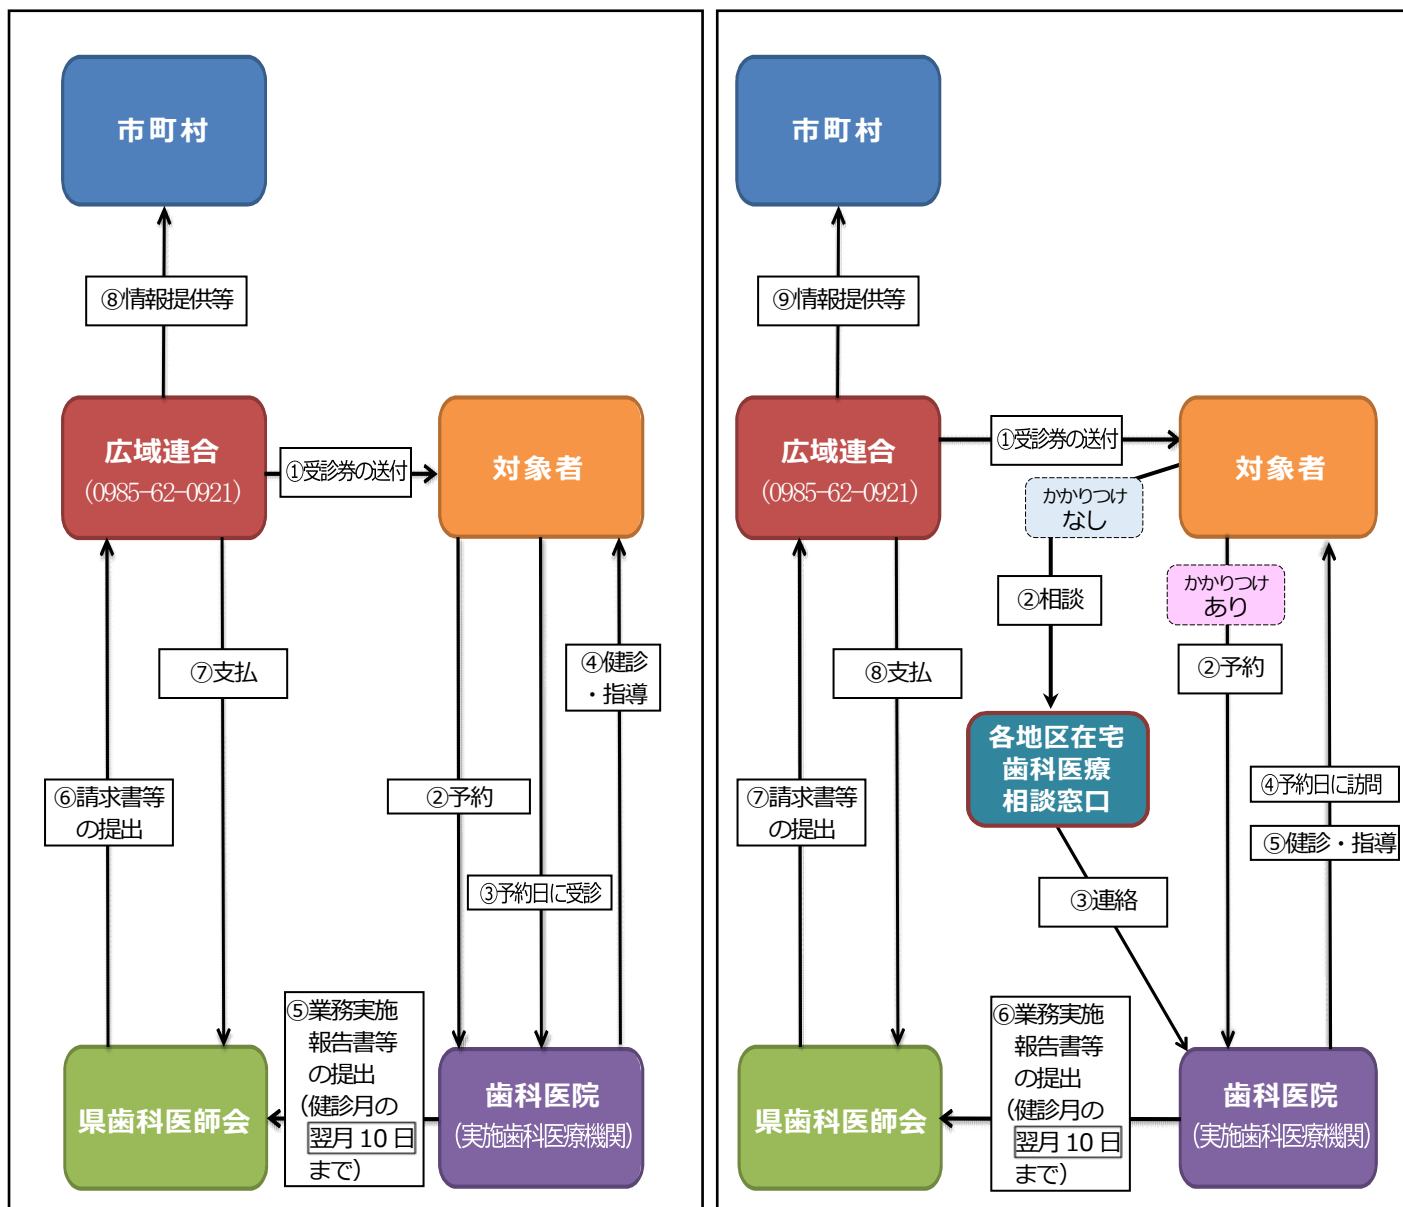 市町村
⑧情報提供等
広域連合
（0985-62-0921）
①受診券の送付
対象者
⑦支払
④健診
・指導
⑥請求書等
の提出
②予約
③予約日に受診
⑤業務実施
報告書等
の提出
（健診月の
翌月 10 日
まで）
県歯科医師会
歯科医院
（実施歯科医療機関）
市町村
⑨情報提供等
広域連合
（0985-62-0921）
①受診券の送付
対象者
かかりつけ
なし
かかりつけ
あり
②相談
⑧支払
②予約
各地区在宅
歯科医療
相談窓口
⑦請求書等
の提出
④予約日に訪問
⑤健診・指導
③連絡
⑥業務実施
報告書等
の提出
（健診月の
翌月 10 日
まで）
県歯科医師会
歯科医院
（実施歯科医療機関）